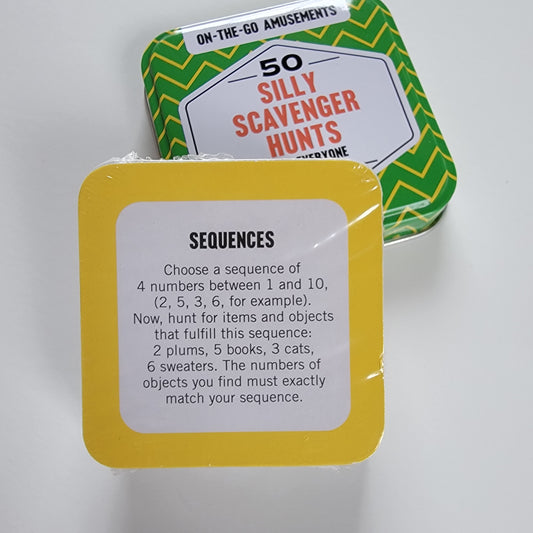 ON-THE-GO AMUSEMENTS
50
SILLY
SCAVENGER
HUNTS
EVERYONE
SEQUENCES
Choose a sequence of
4 numbers between 1 and 10,
(2, 5, 3, 6, for example).
Now, hunt for items and objects
that fulfill this sequence:
2 plums, 5 books, 3 cats,
6 sweaters. The numbers of
objects you find must exactly
match your sequence.